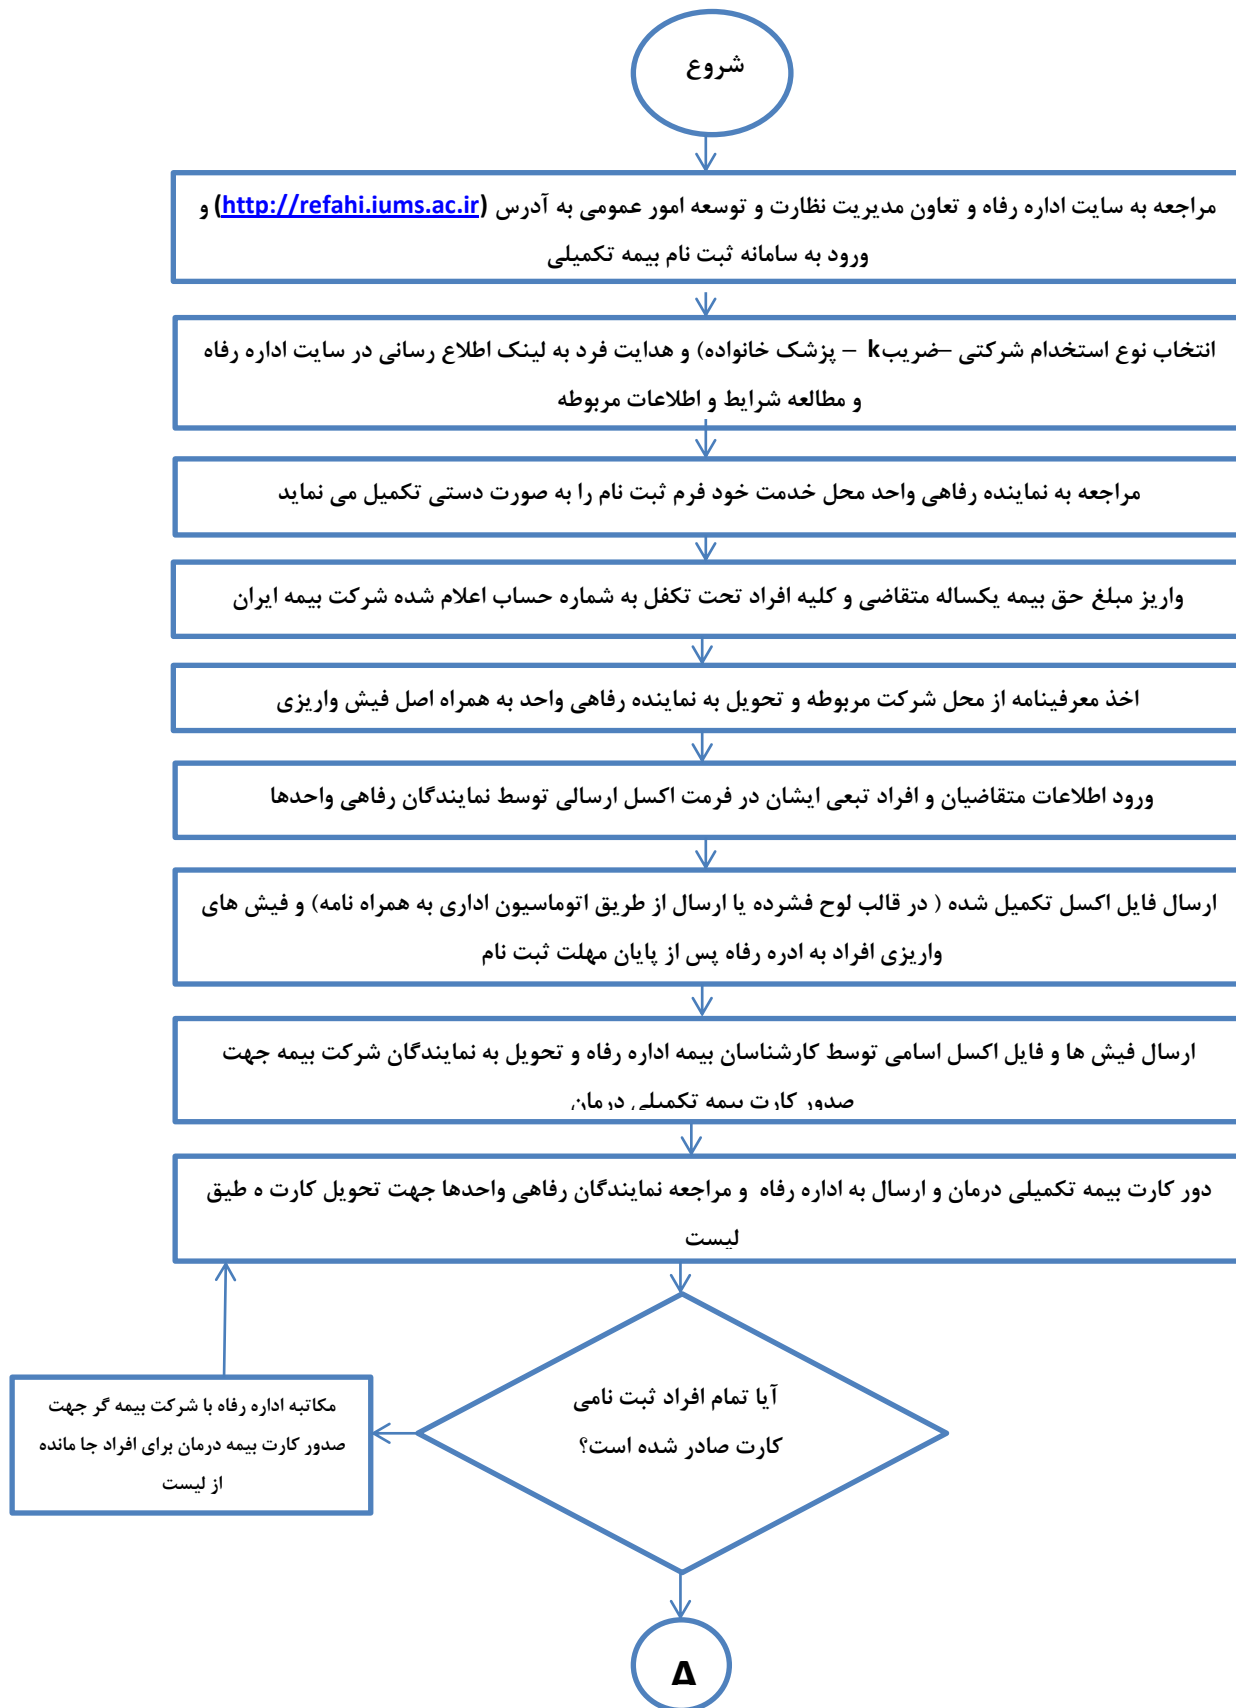 شروع
مراجعه به سایت اداره رفاه و تعاون مدیریت نظارت و توسعه امور عمومی به آدرس (http://refahi.iums.ac.ir) و
ورود به سامانه ثبت نام بیمه تکمیلی
انتخاب نوع استخدام شرکتی –ضریبk – پزشک خانواده) و هدایت فرد به لینک اطلاع رسانی در سایت اداره رفاه
و مطالعه شرایط و اطلاعات مربوطه
مراجعه به نماینده رفاهی واحد محل خدمت خود فرم ثبت نام را به صورت دستی تکمیل می نماید
واریز مبلغ حق بیمه یکساله متقاضی و کلیه افراد تحت تکفل به شماره حساب اعلام شده شرکت بیمه ایران
اخذ معرفینامه از محل شرکت مربوطه و تحویل به نماینده رفاهی واحد به همراه اصل فیش واریزی
ورود اطلاعات متقاضیان و افراد تبعی ایشان در فرمت اکسل ارسالی توسط نمایندگان رفاهی واحدها
ارسال فایل اکسل تکمیل شده ( در قالب لوح فشرده یا ارسال از طریق اتوماسیون اداری به همراه نامه) و فیش های
واریزی افراد به ادره رفاه پس از پایان مهلت ثبت نام
ارسال فیش ها و فایل اکسل اسامی توسط کارشناسان بیمه اداره رفاه و تحویل به نمایندگان شرکت بیمه جهت
صدور کارت بیمه تکمیلی درمان
دور کارت بیمه تکمیلی درمان و ارسال به اداره رفاه و مراجعه نمایندگان رفاهی واحدها جهت تحویل کارت ه طیق
لیست
آیا تمام افراد ثبت نامی
کارت صادر شده است؟
مکاتبه اداره رفاه با شرکت بیمه گر جهت
صدور کارت بیمه درمان برای افراد جا مانده
از لیست
A